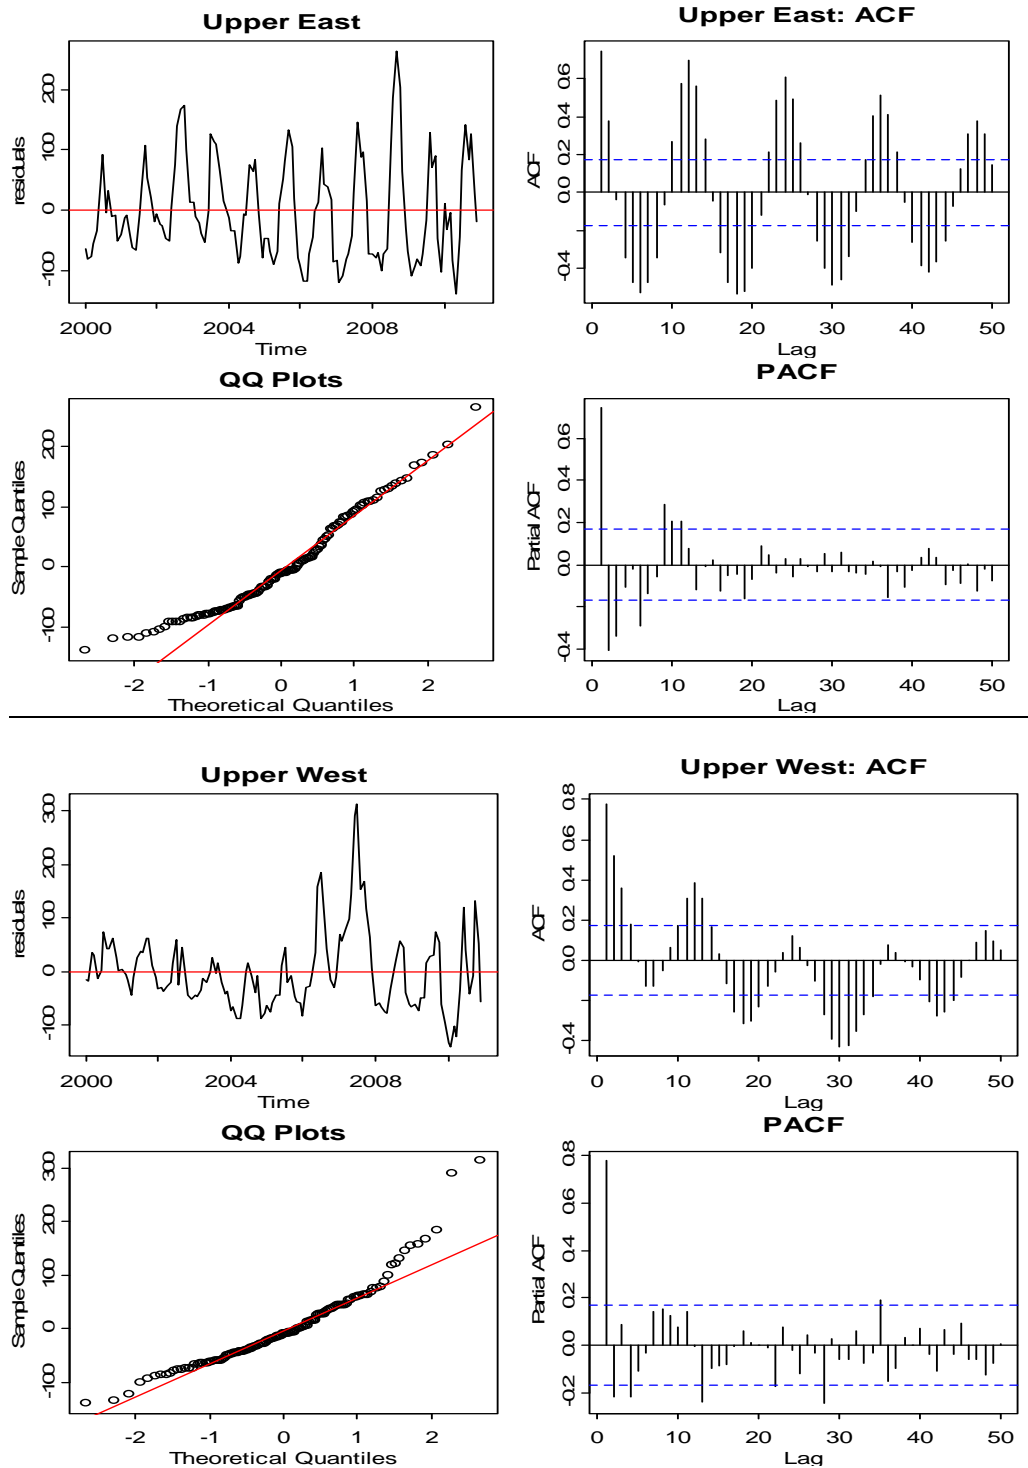 Upper East
residuals
200
100
0
-100
2000 2004 2008
Time
Upper East: ACF
ACF
0.6
0.4
0.2
0.0
-0.4
0 10 20 30 40 50
Lag
QQ Plots
Sample Quantiles
200
100
0
-100
-2 -1 0 1 2
Theoretical Quantiles
PACF
Partial ACF
0.6
0.4
0.2
0.0
-0.4
0 10 20 30 40 50
Lag
Upper West
residuals
300
200
100
0
-100
2000 2004 2008
Time
Upper West: ACF
ACF
0.8
0.6
0.4
0.2
0.0
-0.4
0 10 20 30 40 50
Lag
QQ Plots
Sample Quantiles
300
200
100
0
-100
-2 -1 0 1 2
Theoretical Quantiles
PACF
Partial ACF
0.8
0.6
0.4
0.2
0.0
-0.2
0 10 20 30 40 50
Lag